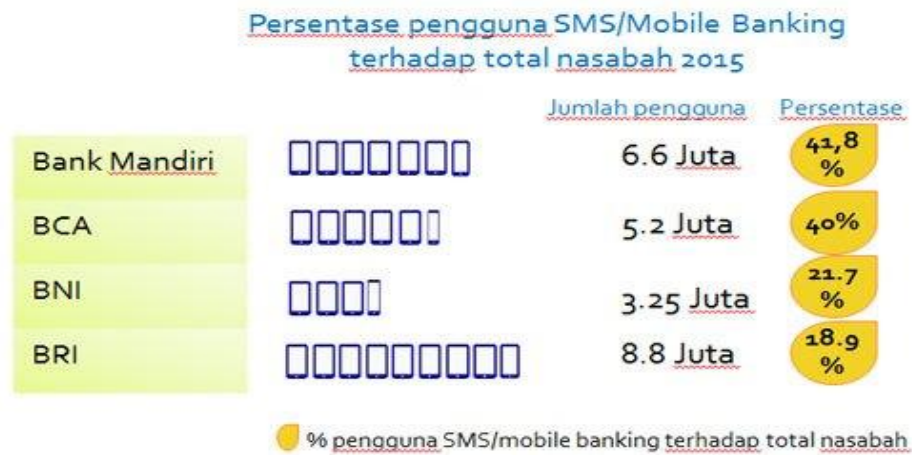 Persentase pengguna SMS/Mobile Banking
terhadap total nasabah 2015
Jumlah pengguna Persentase
Bank Mandiri 6.6 Juta 41,8 %
BCA 5.2 Juta 40%
BNI 3.25 Juta 21.7 %
BRI 8.8 Juta 18.9 %
% pengguna SMS/mobile banking terhadap total nasabah